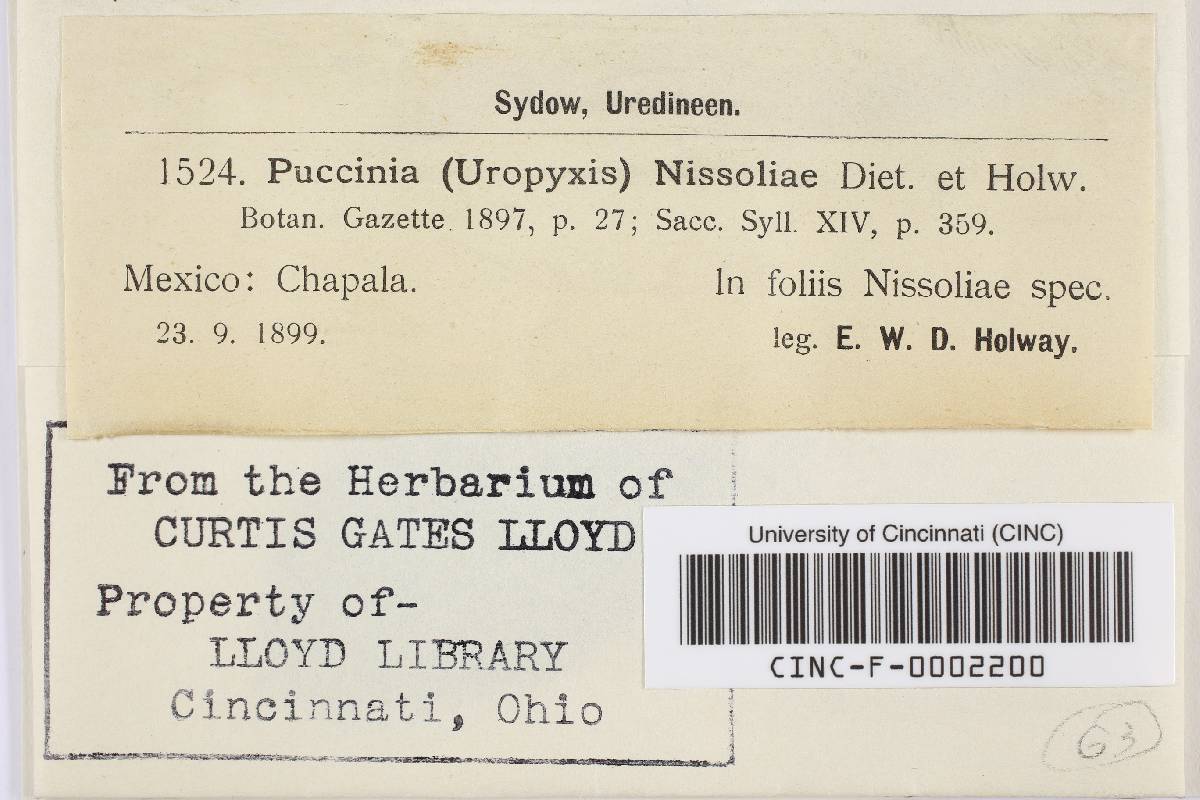 Sydow, Uredineen.
1524. Puccinia (Uropyxis) Nissoliae Diet. et Holw.
Botan. Gazette. 1897, p. 27; Sacc. Syll. XIV, p. 359.
Mexico: Chapala. In foliis Nissoliae spec.
23. 9. 1899. leg. E. W. D. Holway.
From the Herbarium of
CURTIS GATES LLOYD
Property of-
LLOYD LIBRARY
Cincinnati, Ohio
University of Cincinnati (CINC)
CINC-F-0002200
63